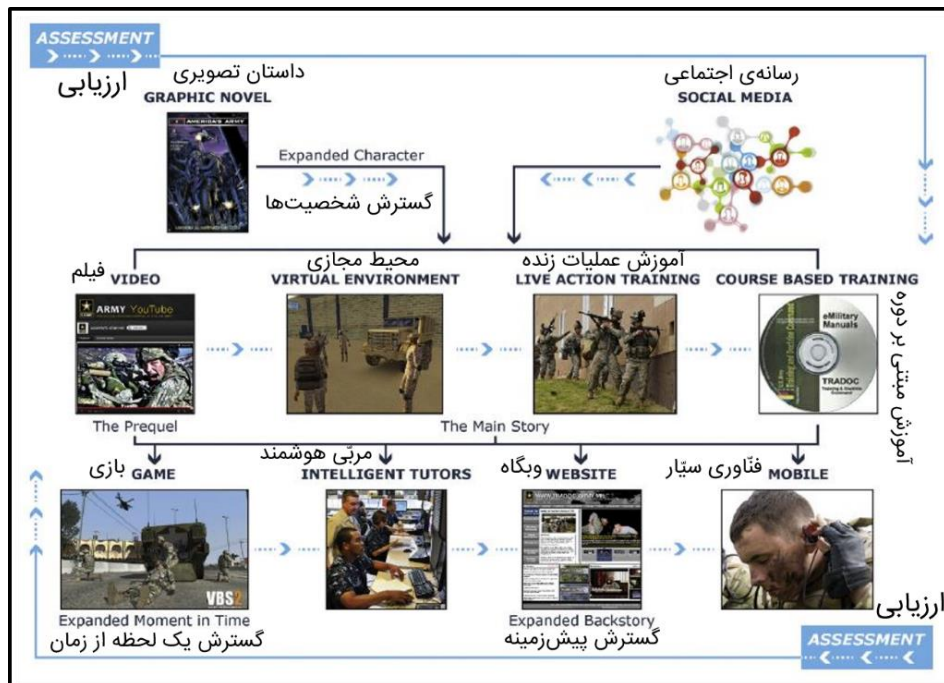 ASSESSMENT
ارزیابی
داستان تصویری
GRAPHIC NOVEL
رسانه‌ی اجتماعی
SOCIAL MEDIA
AMERICA'S ARMY
Expanded Character
گسترش شخصیت‌ها
فیلم
VIDEO
محیط مجازی
VIRTUAL ENVIRONMENT
آموزش عملیات زنده
LIVE ACTION TRAINING
COURSE BASED TRAINING
آموزش مبتنی بر دوره
ARMY YouTube
eMilitary
Manuals
TRADOC
The Prequel
The Main Story
بازی
GAME
مربّی هوشمند
INTELLIGENT TUTORS
وبگاه
WEBSITE
فنّاوری سیّار
MOBILE
VBS2
Expanded Moment in Time
گسترش یک لحظه از زمان
Expanded Backstory
گسترش پیش‌زمینه
ارزیابی
ASSESSMENT